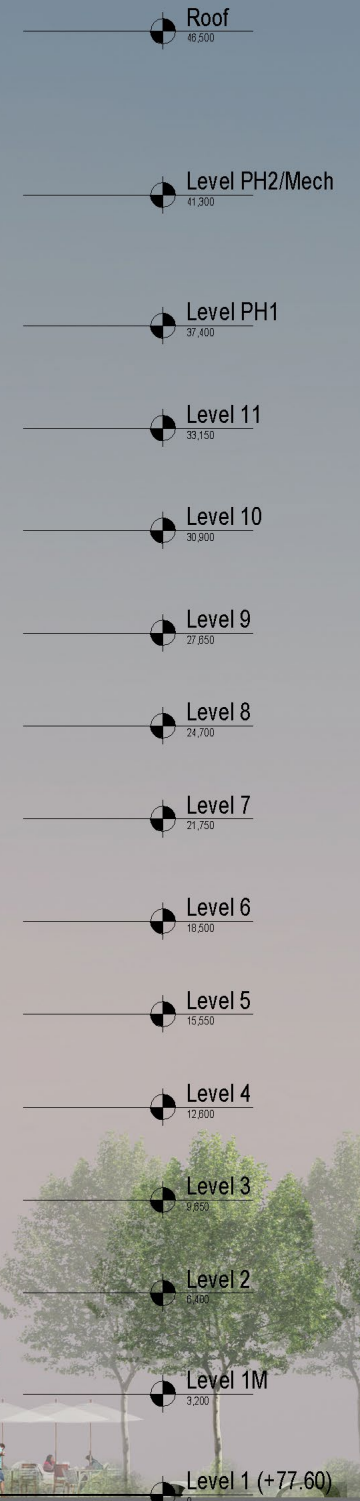 Roof
46,500
Level PH2/Mech
41,300
Level PH1
37,400
Level 11
33,150
Level 10
30,900
Level 9
27,650
Level 8
24,700
Level 7
21,750
Level 6
18,500
Level 5
15,550
Level 4
12,600
Level 3
9,650
Level 2
6,400
Level 1M
3,200
Level 1 (+77.60)